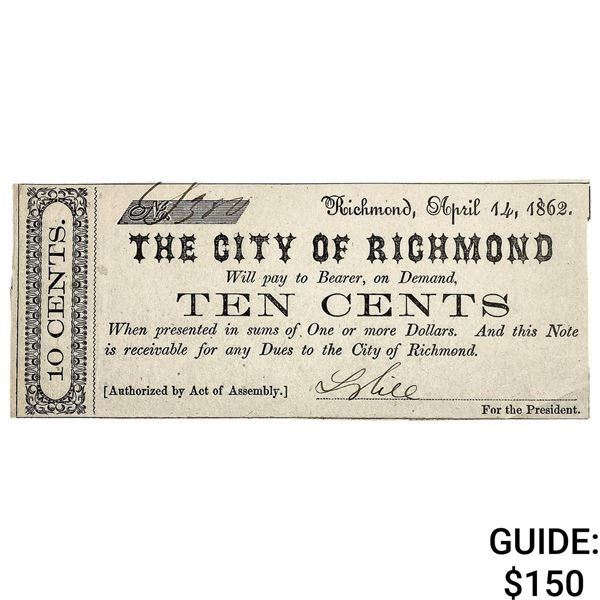 10 CENTS.
No.
Richmond, April 14, 1862.
THE CITY OF RICHMOND
Will pay to Bearer, on Demand,
TEN CENTS
When presented in sums of One or more Dollars. And this Note
is receivable for any Dues to the City of Richmond.
[Authorized by Act of Assembly.]
For the President.
GUIDE:
$150